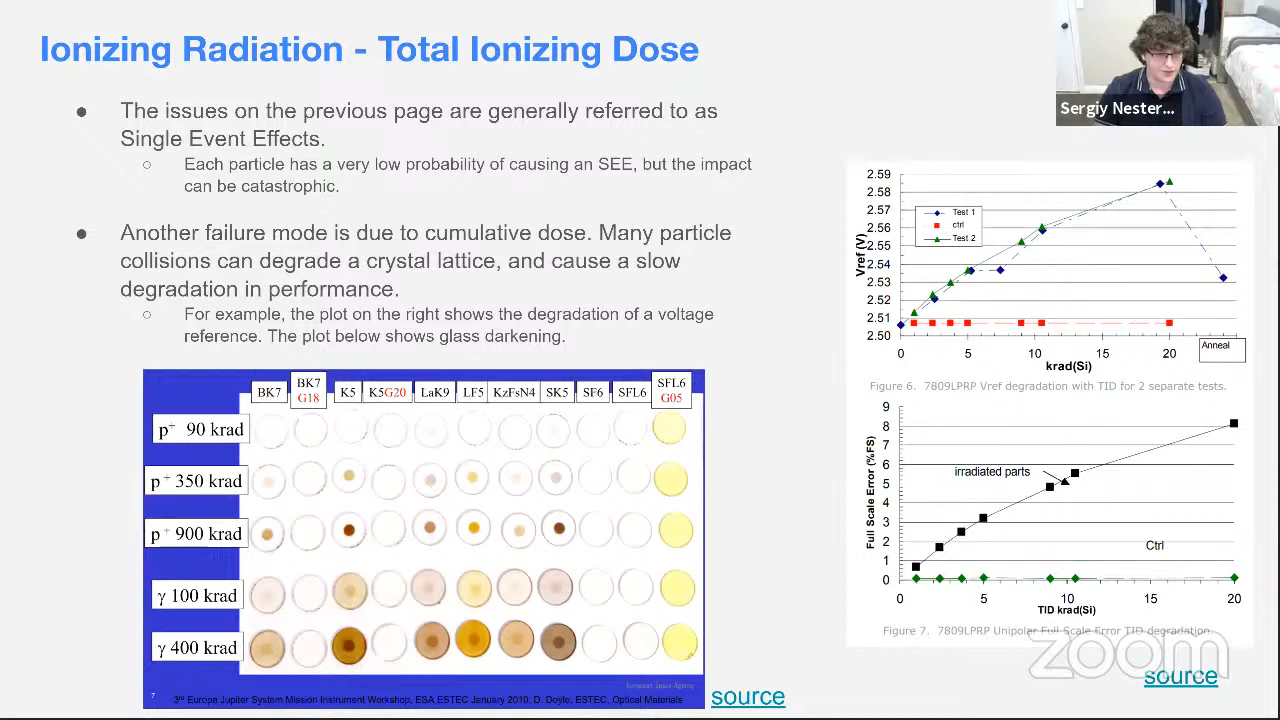 Ionizing Radiation - Total Ionizing Dose
Sergiy Nester...
● The issues on the previous page are generally referred to as
Single Event Effects.
○ Each particle has a very low probability of causing an SEE, but the impact
can be catastrophic.
● Another failure mode is due to cumulative dose. Many particle
collisions can degrade a crystal lattice, and cause a slow
degradation in performance.
○ For example, the plot on the right shows the degradation of a voltage
reference. The plot below shows glass darkening.
BK7 BK7 G18 K5 K5G20 LaK9 LF5 KzFsN4 SK5 SF6 SFL6 SFL6 G05
p+ 90 krad
p+ 350 krad
p+ 900 krad
γ 100 krad
γ 400 krad
European Space Agency
7 3rd Europa Jupiter System Mission Instrument Workshop, ESA ESTEC January 2010, D. Doyle, ESTEC, Optical Materials
source
2.59
2.58
2.57
2.55
2.54
2.52
2.51
2.50
Vref (V)
Test 1
ctrl
Test 2
0 5 10 20
Anneal
krad(Si)
Figure 6. 7809LPRP Vref degradation with TID for 2 separate tests.
9
8
7
6
5
4
3
2
1
0
Full Scale Error (%FS)
irradiated parts
Ctrl
0 5 10 15 20
TID krad(Si)
Figure 7. 7809LPRP Unipolar Full Scale Error TID degradation.
zoom
source